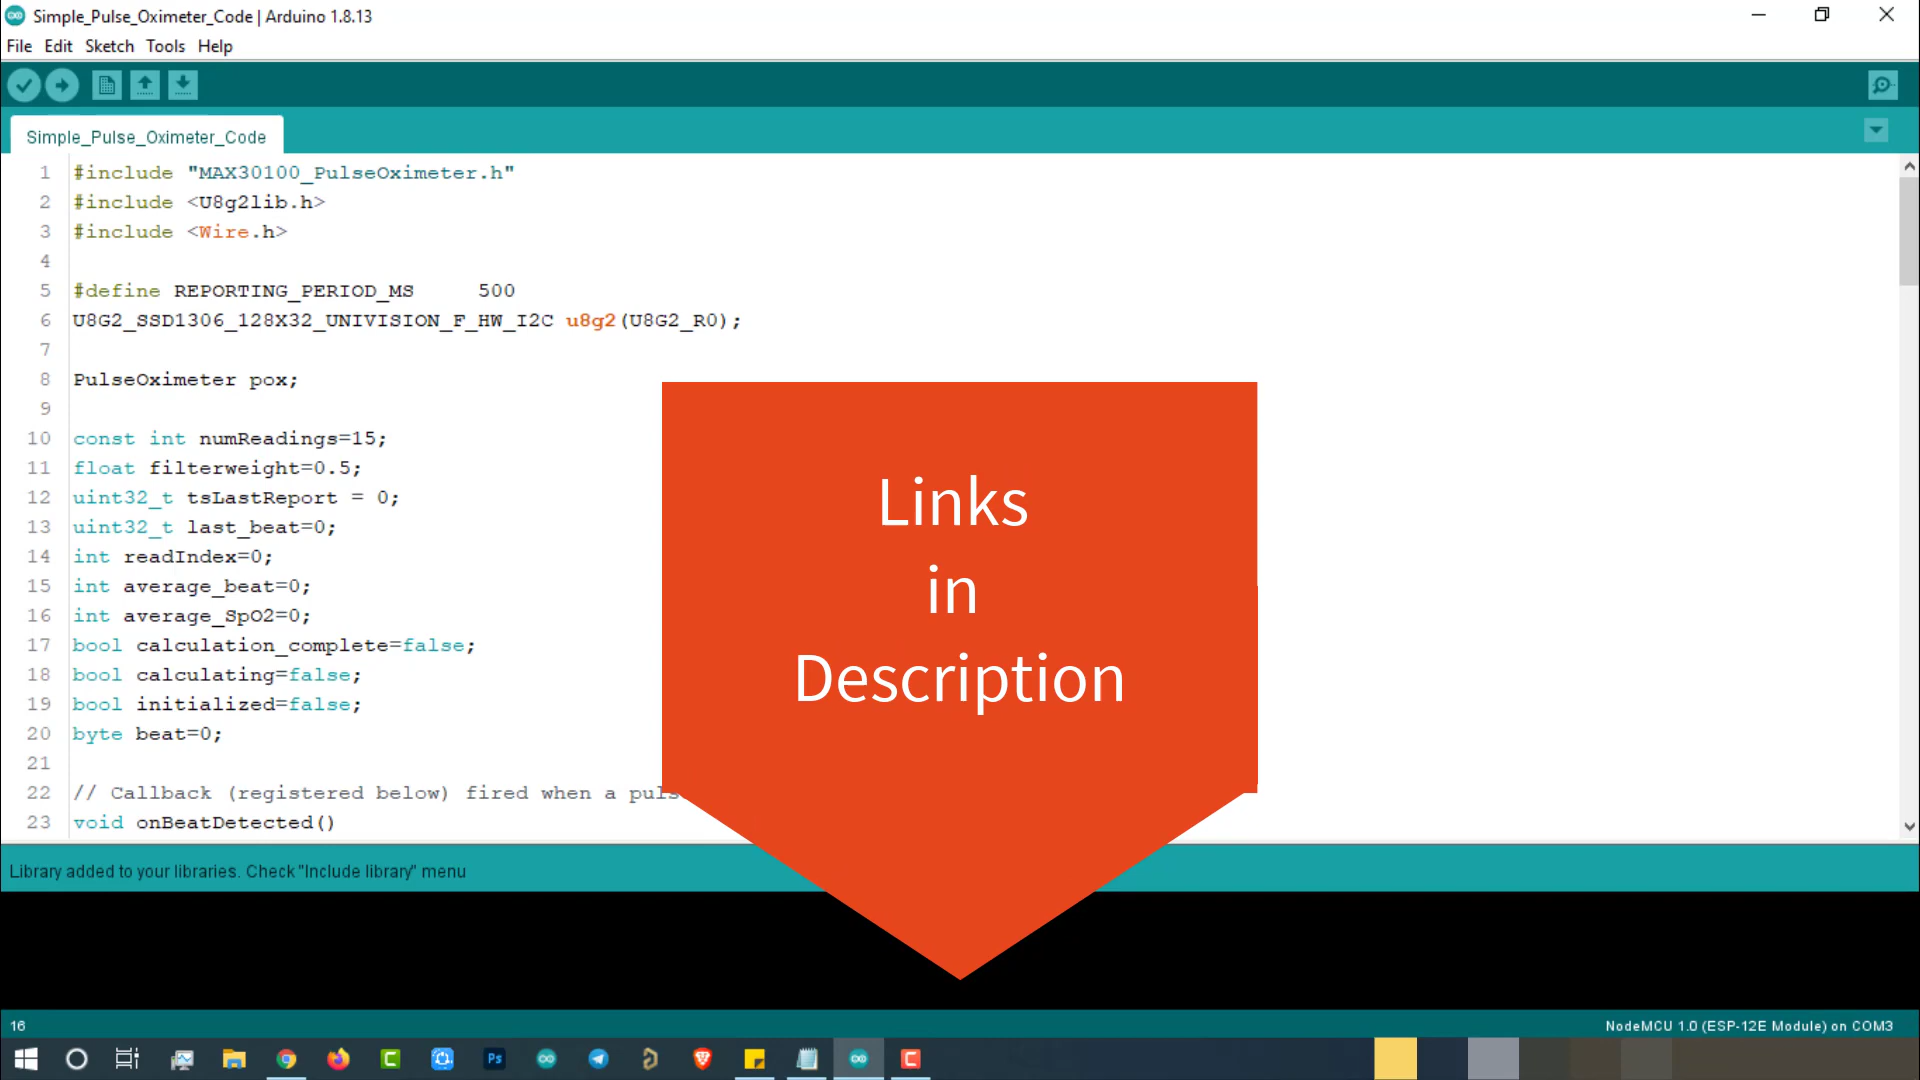 Simple_Pulse_Oximeter_Code | Arduino 1.8.13
File Edit Sketch Tools Help
Simple_Pulse_Oximeter_Code
1 #include "MAX30100_PulseOximeter.h"
2 #include <U8g2lib.h>
3 #include <Wire.h>
4
5 #define REPORTING_PERIOD_MS 500
6 U8G2_SSD1306_128X32_UNIVISION_F_HW_I2C u8g2(U8G2_R0);
7
8 PulseOximeter pox;
9
10 const int numReadings=15;
11 float filterweight=0.5;
12 uint32_t tsLastReport = 0;
13 uint32_t last_beat=0;
14 int readIndex=0;
15 int average_beat=0;
16 int average_SpO2=0;
17 bool calculation_complete=false;
18 bool calculating=false;
19 bool initialized=false;
20 byte beat=0;
21
22 // Callback (registered below) fired when a puls
23 void onBeatDetected()
Links
in
Description
Library added to your libraries. Check "Include library" menu
16
NodeMCU 1.0 (ESP-12E Module) on COM3
Ps